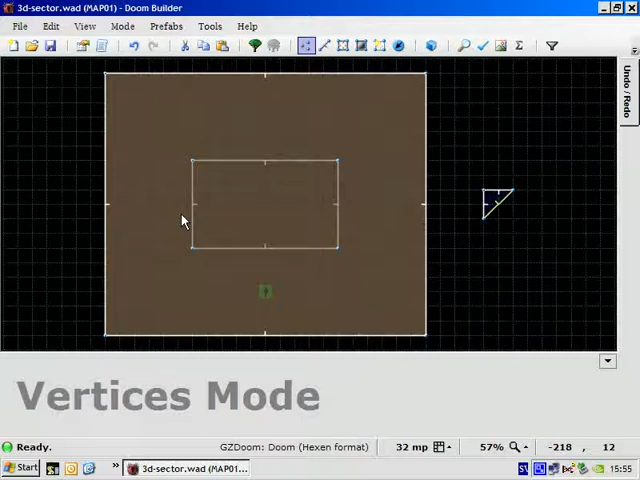 3d-sector.wad (MAP01) - Doom Builder
File Edit View Mode Prefabs Tools Help
Undo / Redo
Vertices Mode
Ready. GZDoom: Doom (Hexen format) 32 mp 57% -218 , 12
Start » 3d-sector.wad (MAP01... 15:55